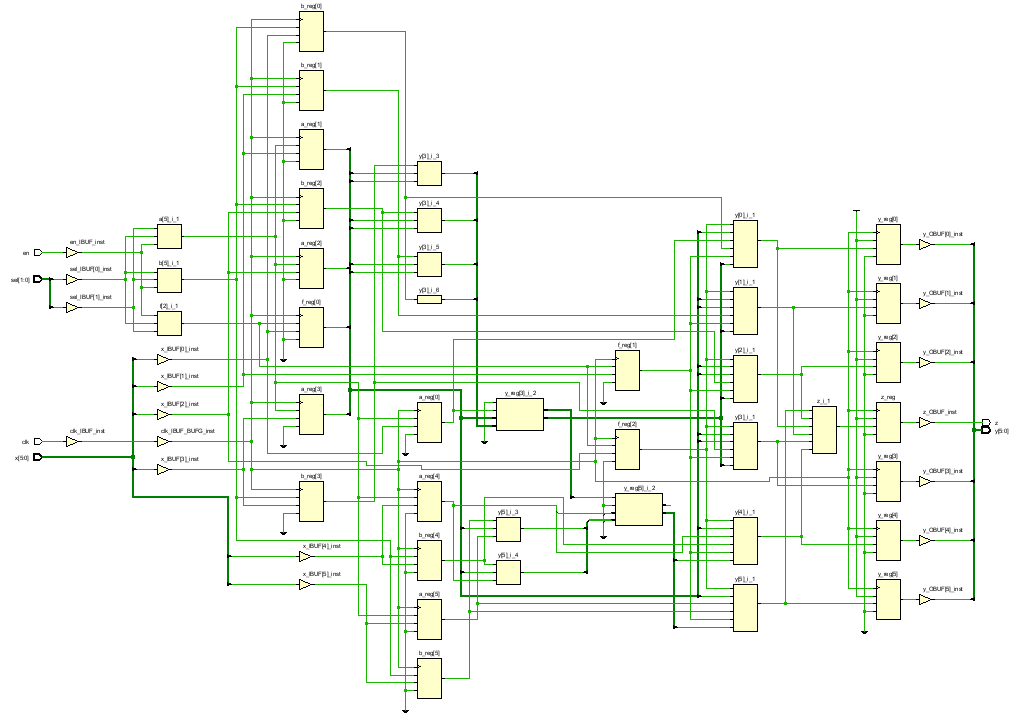 b_reg[0]
b_reg[1]
a_reg[1]
y[3]_i_3
b_reg[2]
y[3]_i_4
a[5]_i_1
y[0]_i_1
y_reg[0]
y_OBUF[0]_inst
en_IBUF_inst
a_reg[2]
y[3]_i_5
en
b[5]_i_1
sel_IBUF[0]_inst
sel[1:0]
y[1]_i_1
y_reg[1]
y_OBUF[1]_inst
y[3]_i_6
sel_IBUF[1]_inst
f[2]_i_1
f_reg[0]
x_IBUF[0]_inst
f_reg[1]
y[2]_i_1
y_reg[2]
y_OBUF[2]_inst
x_IBUF[1]_inst
a_reg[3]
a_reg[0]
y_reg[3]_i_2
x_IBUF[2]_inst
z_i_1
z_reg
z_OBUF_inst
z
y[5:0]
f_reg[2]
y[3]_i_1
clk
clk_IBUF_inst
clk_IBUF_BUFG_inst
x[5:0]
x_IBUF[3]_inst
b_reg[3]
a_reg[4]
y_reg[3]
y_OBUF[3]_inst
y_reg[5]_i_2
y[5]_i_3
y[4]_i_1
y_reg[4]
y_OBUF[4]_inst
b_reg[4]
x_IBUF[4]_inst
y[5]_i_4
x_IBUF[5]_inst
a_reg[5]
y[5]_i_1
y_reg[5]
y_OBUF[5]_inst
b_reg[5]